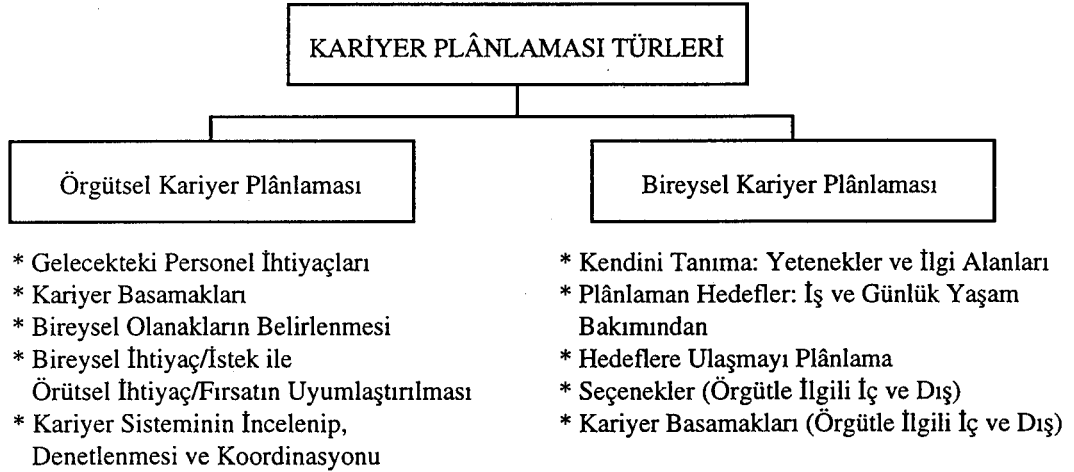 KARİYER PLÂNLAMASI TÜRLERİ
Örgütsel Kariyer Plânlaması
* Gelecekteki Personel İhtiyaçları
* Kariyer Basamakları
* Bireysel Olanakların Belirlenmesi
* Bireysel İhtiyaç/İstek ile
Örütsel İhtiyaç/Fırsatın Uyumlaştırılması
* Kariyer Sisteminin İncelenip,
Denetlenmesi ve Koordinasyonu
Bireysel Kariyer Plânlaması
* Kendini Tanıma: Yetenekler ve İlgi Alanları
* Plânlaman Hedefler: İş ve Günlük Yaşam
Bakımından
* Hedeflere Ulaşmayı Plânlama
* Seçenekler (Örgütle İlgili İç ve Dış)
* Kariyer Basamakları (Örgütle İlgili İç ve Dış)